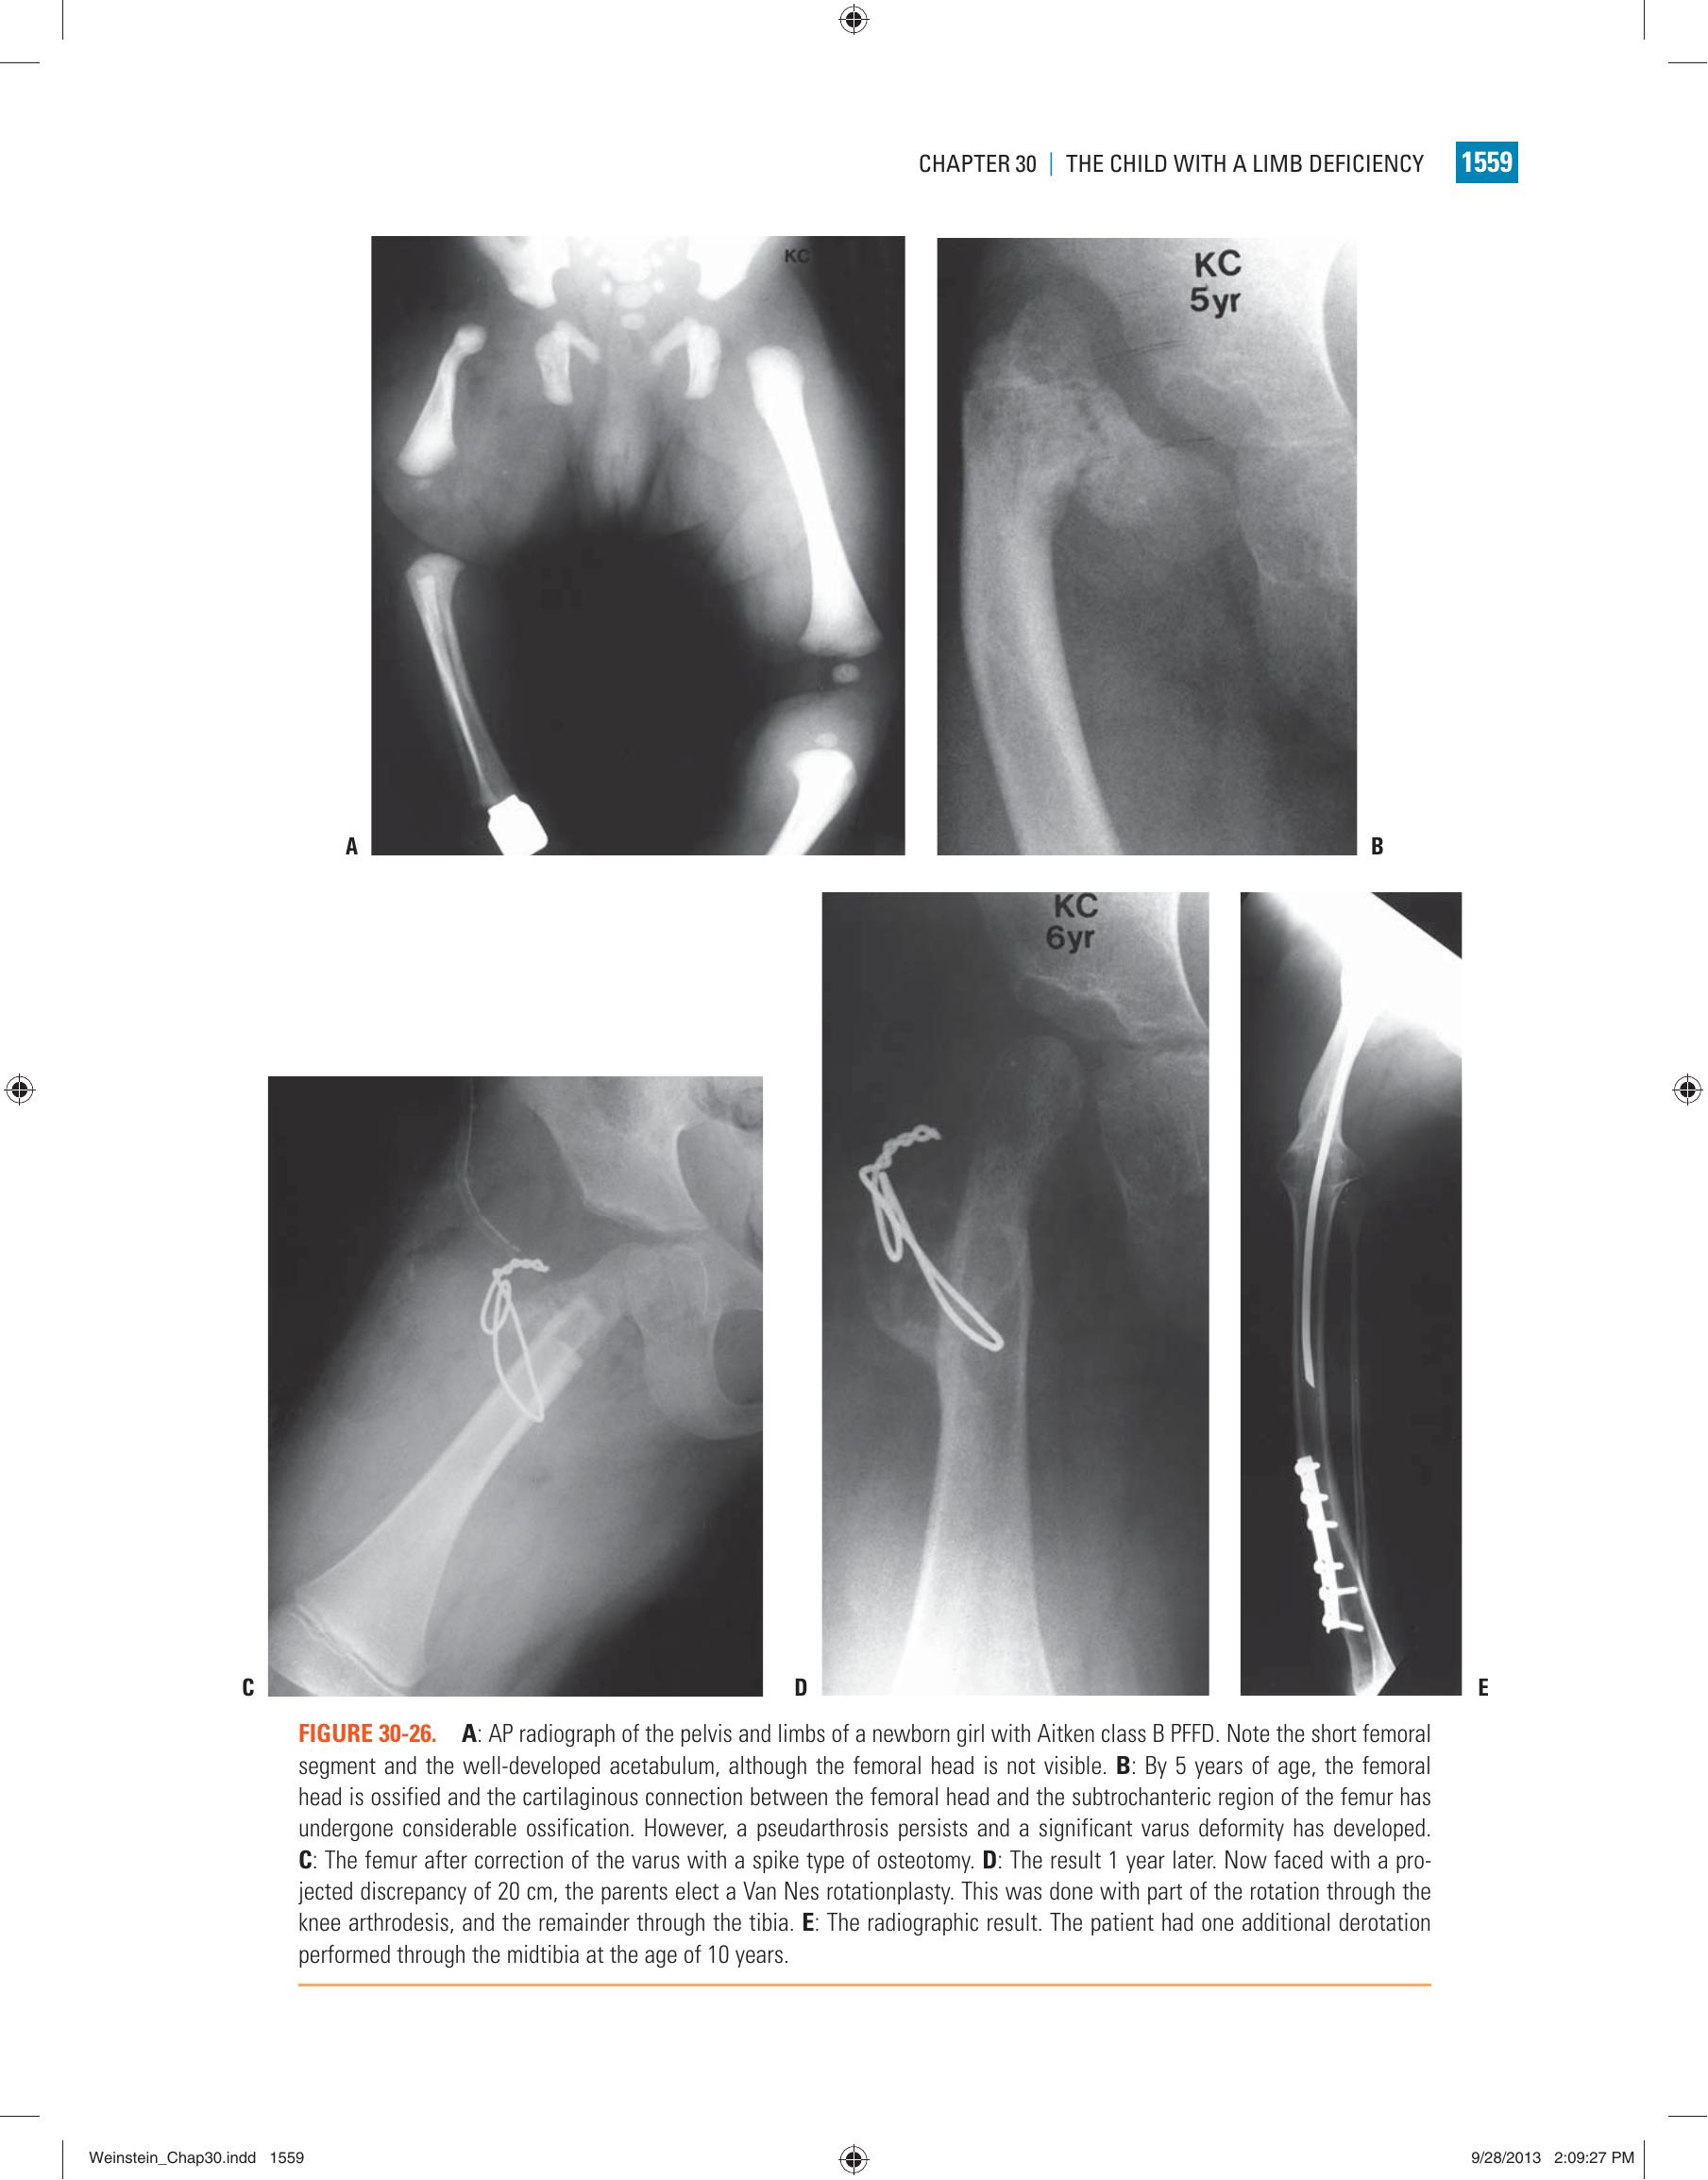 CHAPTER 30 | THE CHILD WITH A LIMB DEFICIENCY 1559
KC
KC
5yr
A
B
KC
6yr
C
D
E
FIGURE 30-26. A: AP radiograph of the pelvis and limbs of a newborn girl with Aitken class B PFFD. Note the short femoral
segment and the well-developed acetabulum, although the femoral head is not visible. B: By 5 years of age, the femoral
head is ossified and the cartilaginous connection between the femoral head and the subtrochanteric region of the femur has
undergone considerable ossification. However, a pseudarthrosis persists and a significant varus deformity has developed.
C: The femur after correction of the varus with a spike type of osteotomy. D: The result 1 year later. Now faced with a pro-
jected discrepancy of 20 cm, the parents elect a Van Nes rotationplasty. This was done with part of the rotation through the
knee arthrodesis, and the remainder through the tibia. E: The radiographic result. The patient had one additional derotation
performed through the midtibia at the age of 10 years.
Weinstein_Chap30.indd 1559
9/28/2013 2:09:27 PM